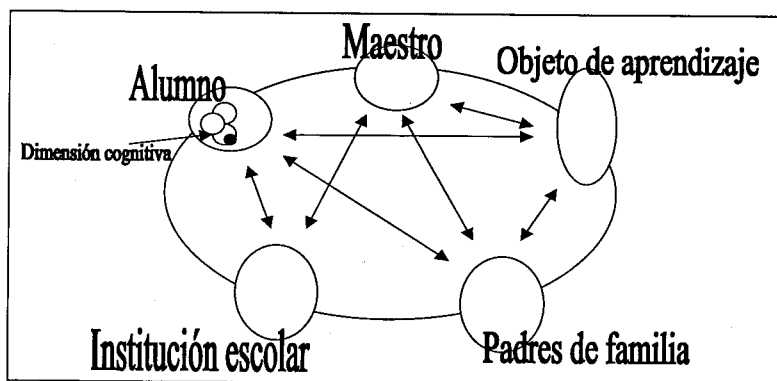 Maestro
Objeto de aprendizaje
Alumno
Dimensión cognitiva
Institución escolar
Padres de familia